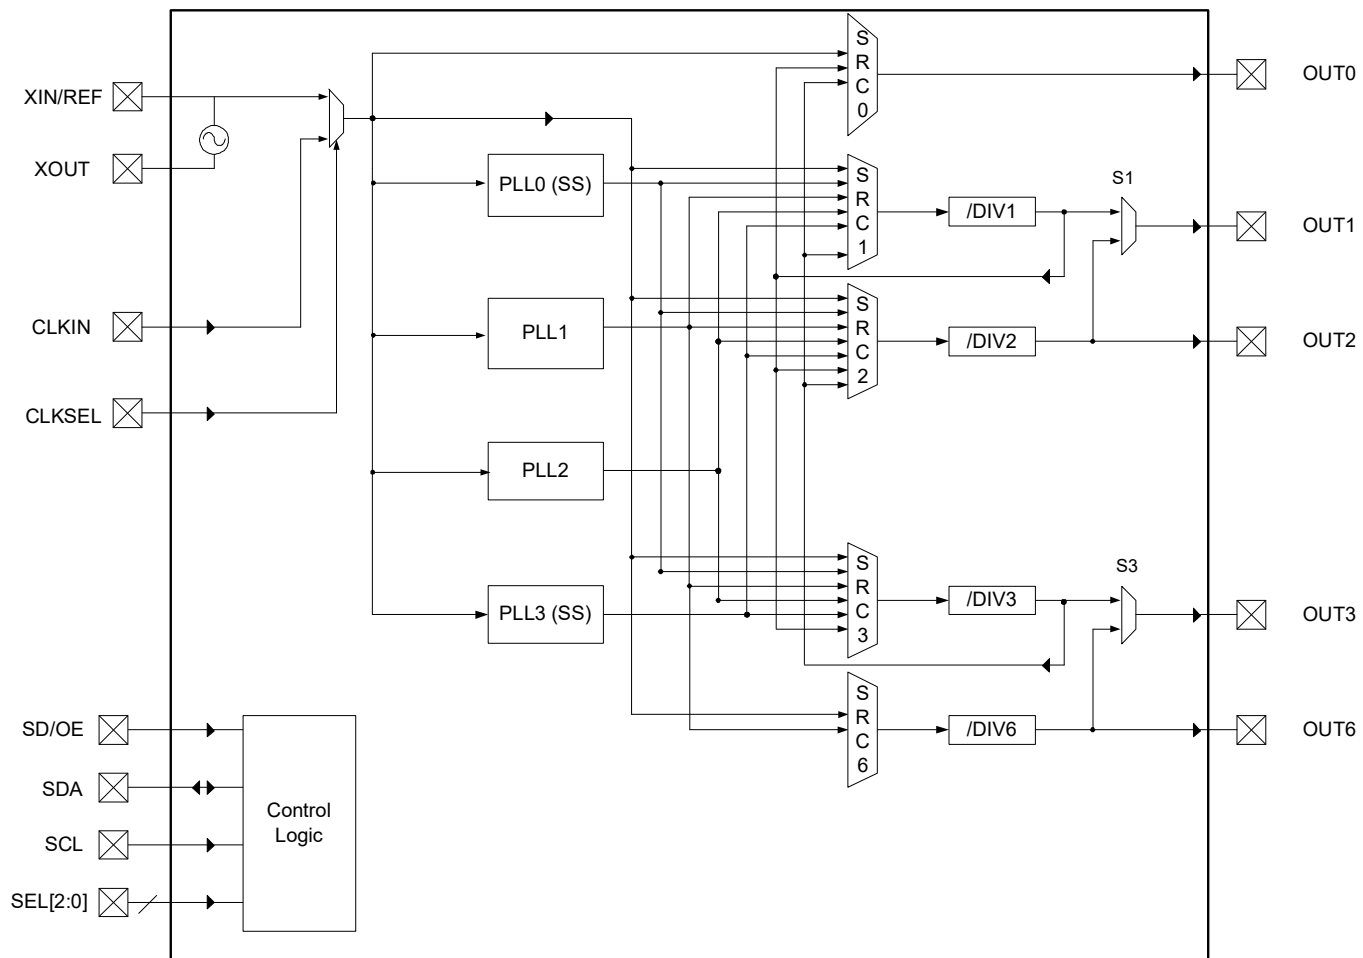 XIN/REF
XOUT
CLKIN
CLKSEL
SD/OE
SDA
SCL
SEL[2:0]
Control
Logic
PLL0 (SS)
PLL1
PLL2
PLL3 (SS)
S
R
C
0
S
R
C
1
S
R
C
2
S
R
C
3
S
R
C
6
/DIV1
/DIV2
/DIV3
/DIV6
S1
S3
OUT0
OUT1
OUT2
OUT3
OUT6